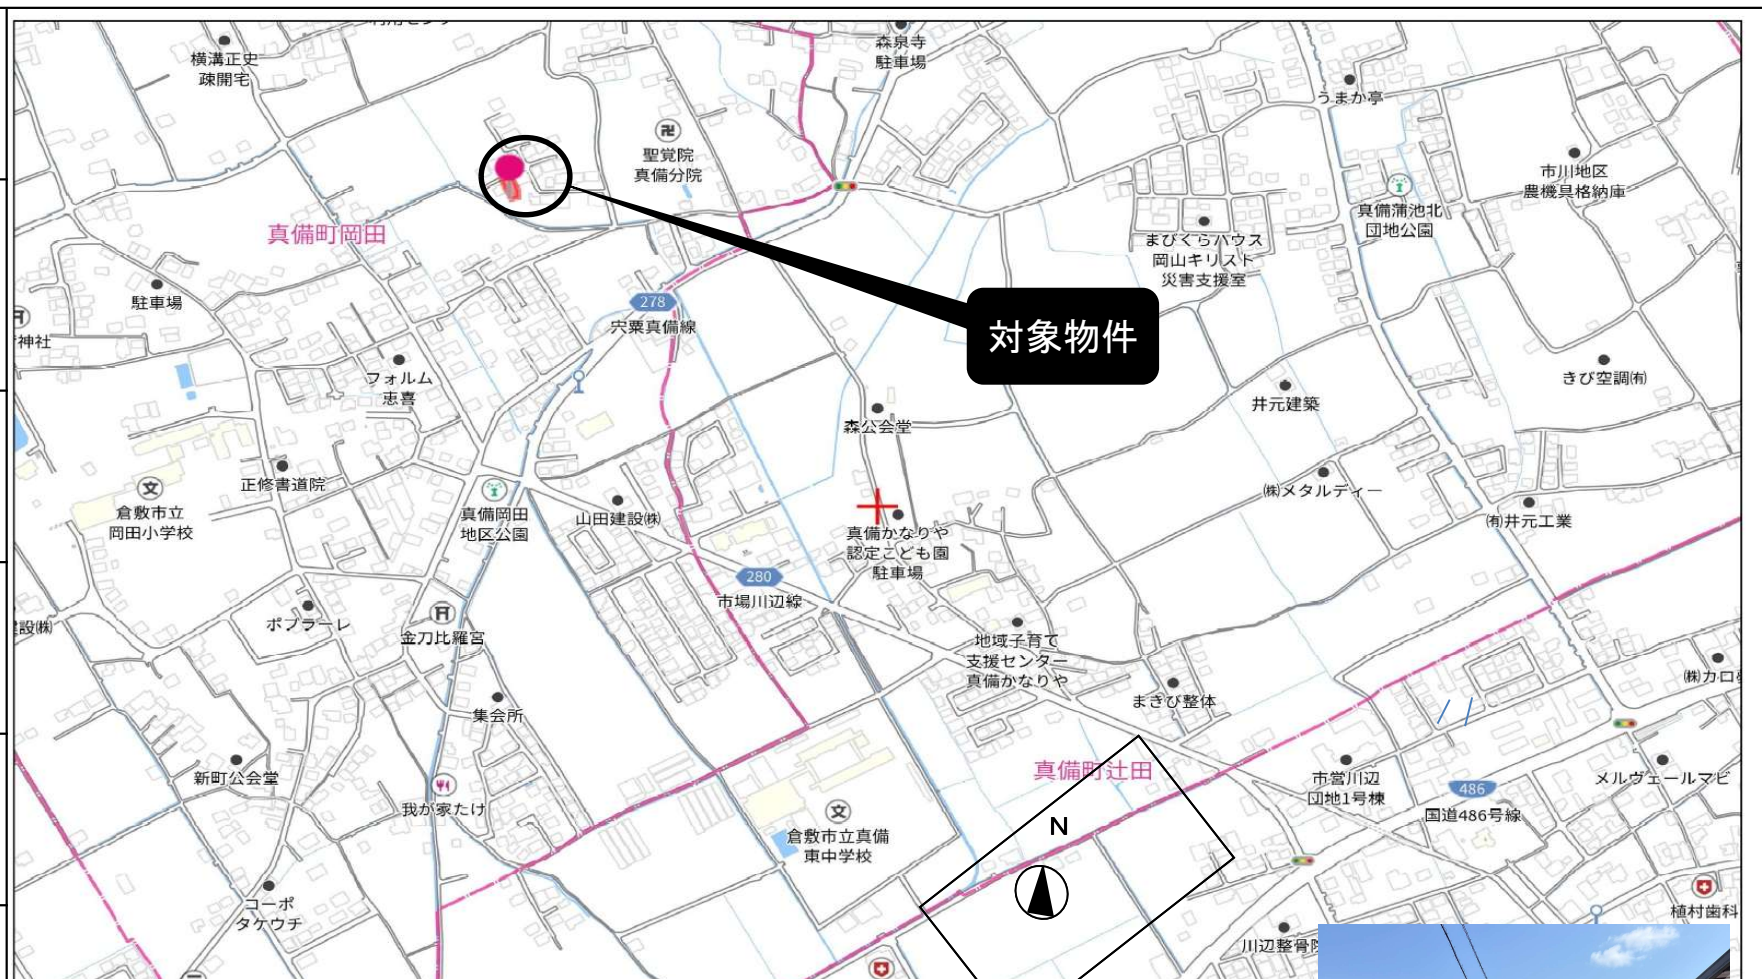 横溝正史
疎開宅
森泉寺
駐車場
うまか亭
聖覚院
真備分院
市川地区
農機具格納庫
真備蒲池北
団地公園
真備町岡田
まびくらハウス
岡山キリスト
災害支援室
駐車場
278
宍粟真備線
対象物件
神社
フォルム
志喜
きび空調㈲
井元建築
森公会堂
正修書道院
㈱メタルディー
倉敷市立
岡田小学校
真備岡田
地区公園
山田建設㈱
㈲井元工業
真備かなりや
認定こども園
駐車場
280
市場川辺線
設㈱
ポプラーレ
金刀比羅宮
地域子育て
支援センター
真備かなりや
㈱カロ
まきび整体
集会所
新町公会堂
真備町辻田
市営川辺
団地1号棟
メルヴェールマビ
486
国道486号線
我が家たけ
倉敷市立真備
東中学校
N
コーポ
タケウチ
植村歯科
川辺整骨院